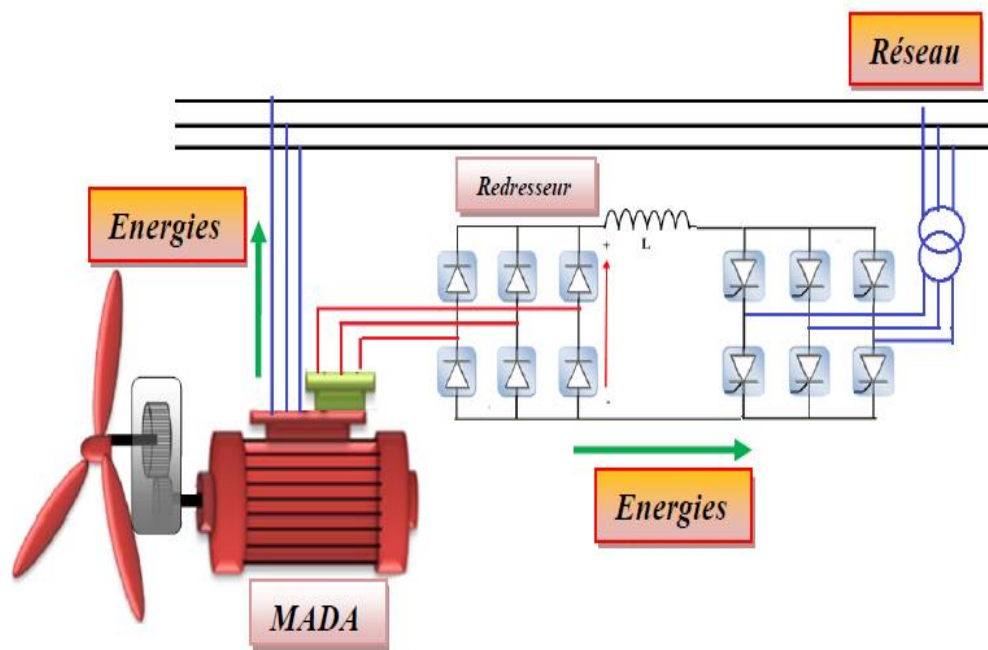 Réseau
Redresseur
Energies
+
L
-
Energies
MADA